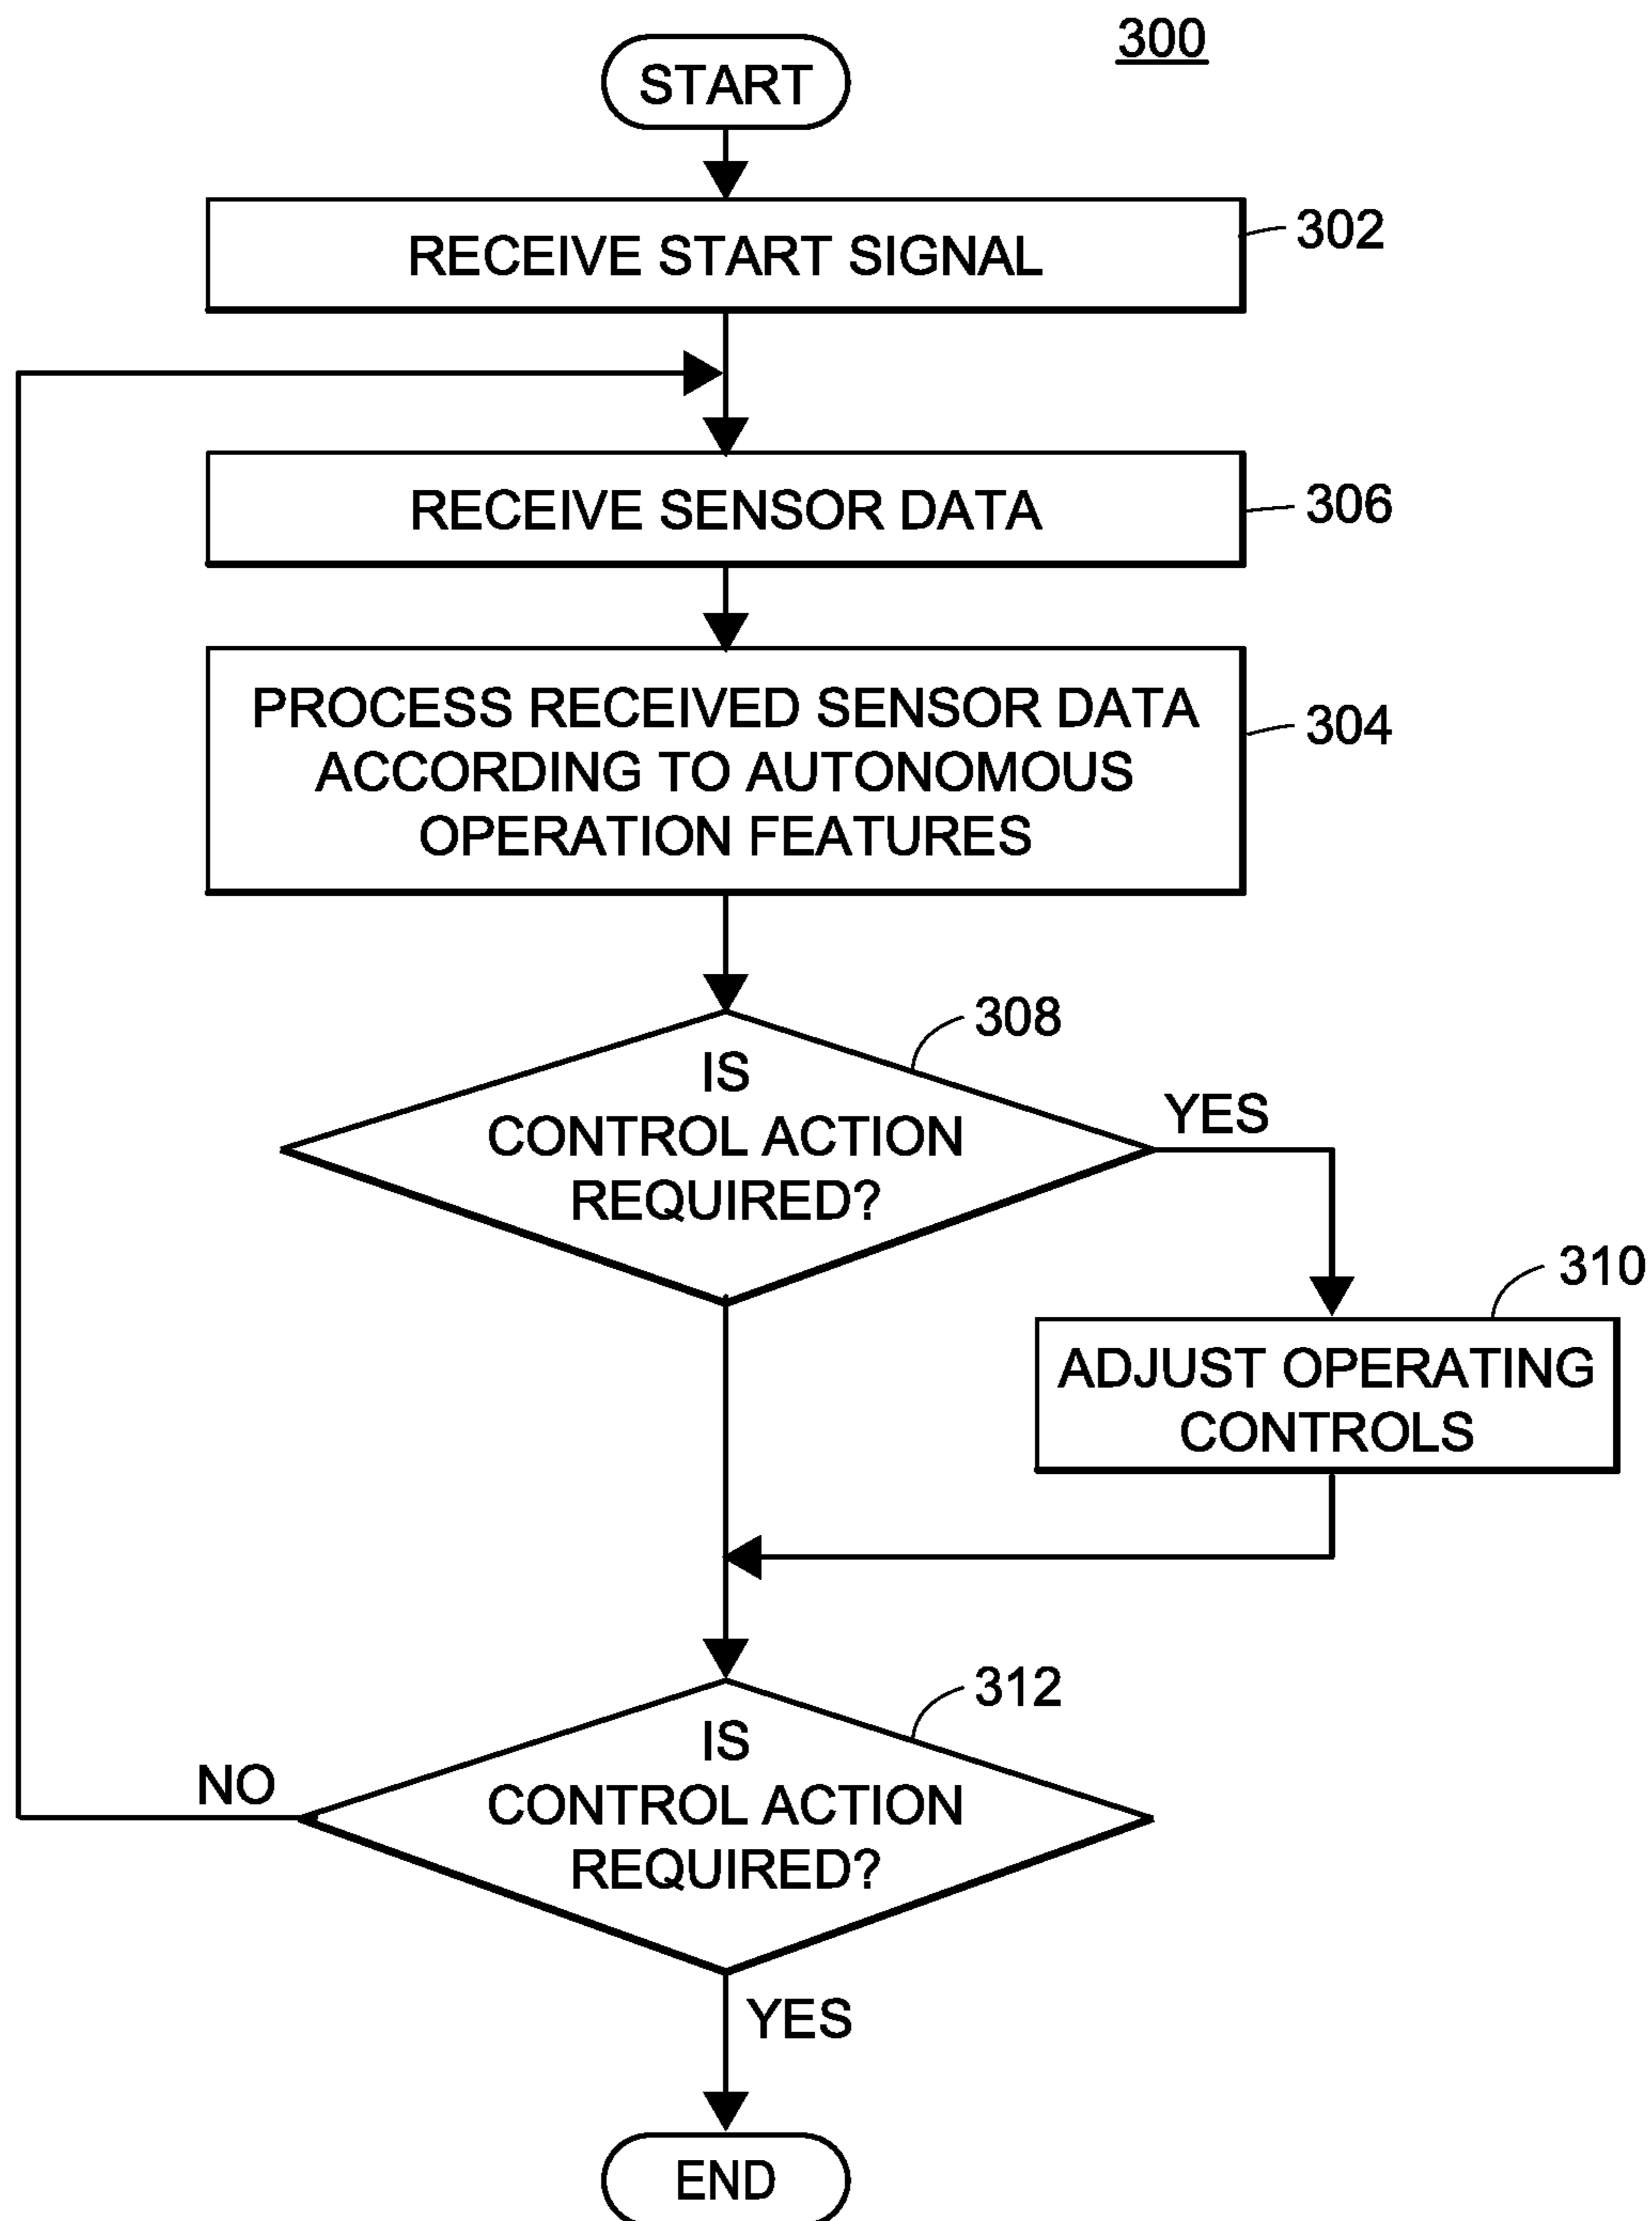 300
START
RECEIVE START SIGNAL
302
RECEIVE SENSOR DATA
306
PROCESS RECEIVED SENSOR DATA
ACCORDING TO AUTONOMOUS
OPERATION FEATURES
304
308
IS
CONTROL ACTION
REQUIRED?
YES
310
ADJUST OPERATING
CONTROLS
312
IS
CONTROL ACTION
REQUIRED?
NO
YES
END